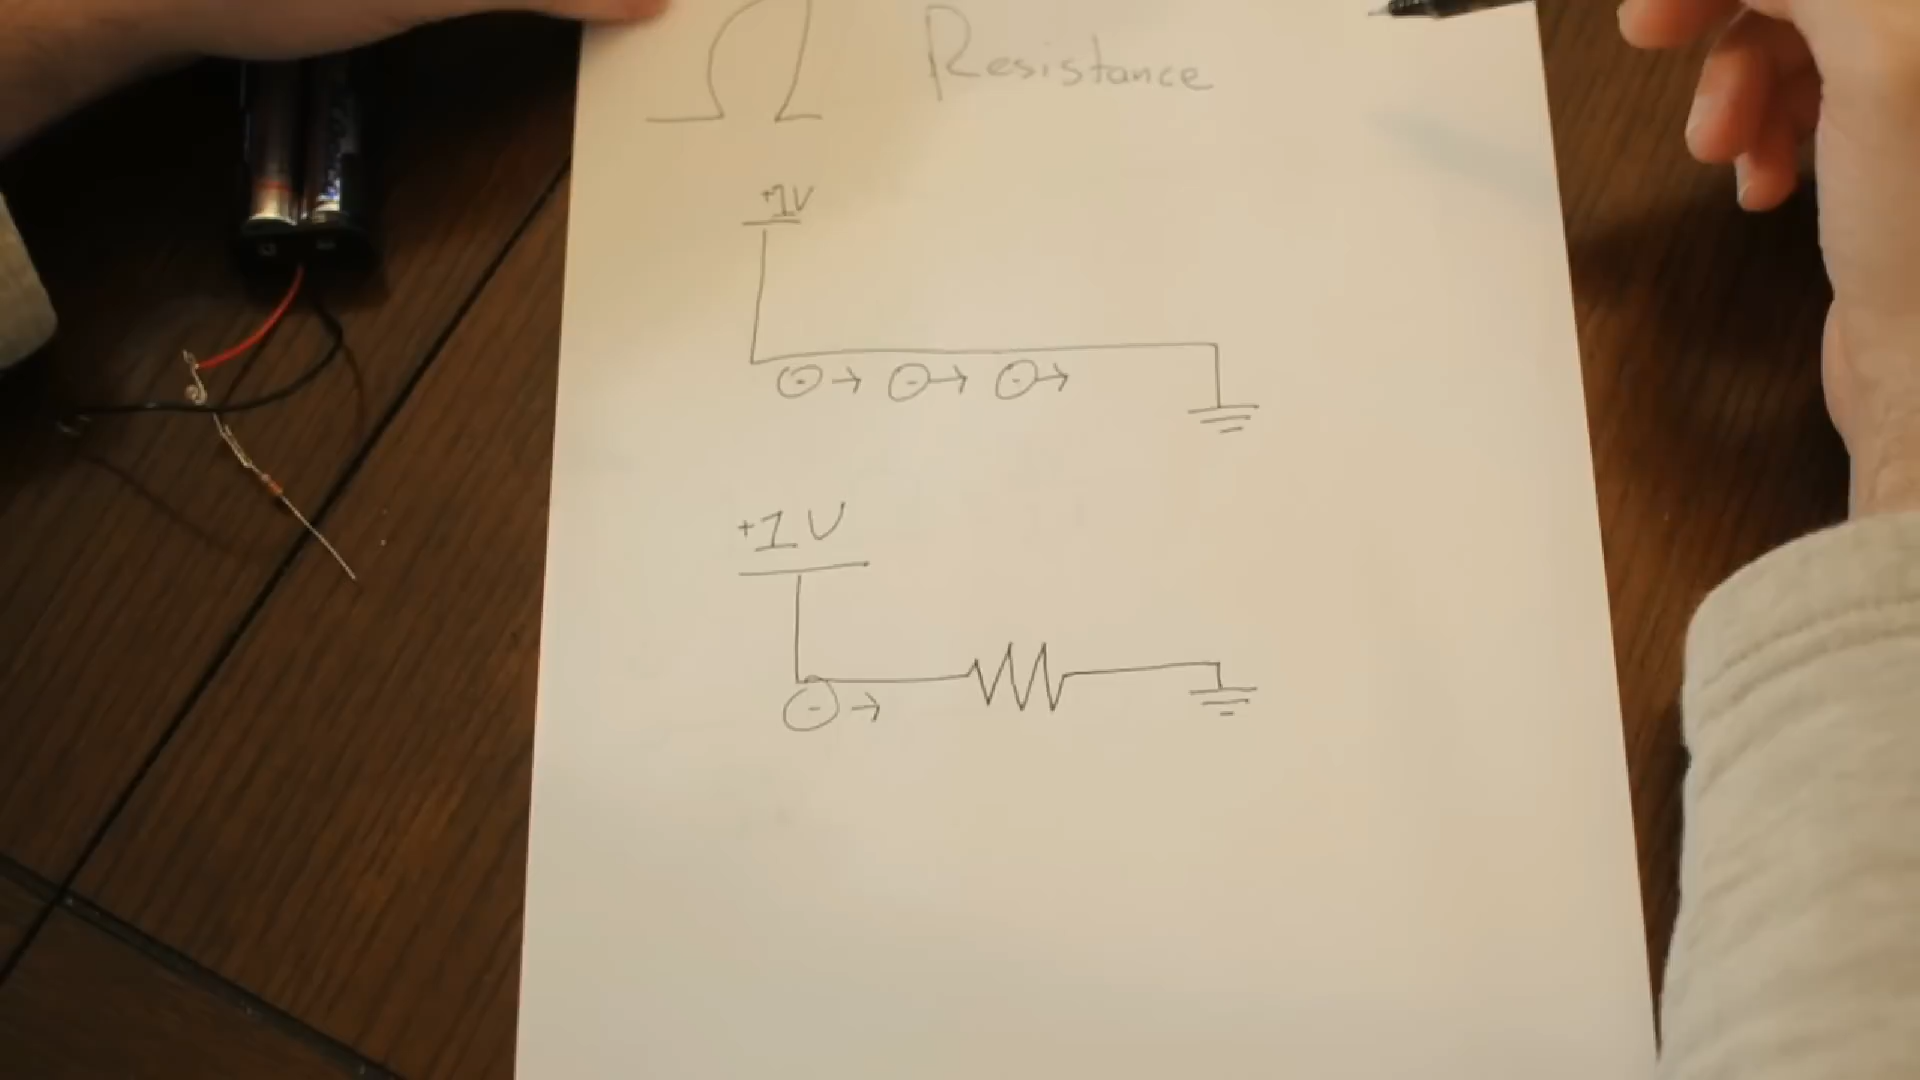 Ω Resistance
+1V
+1V